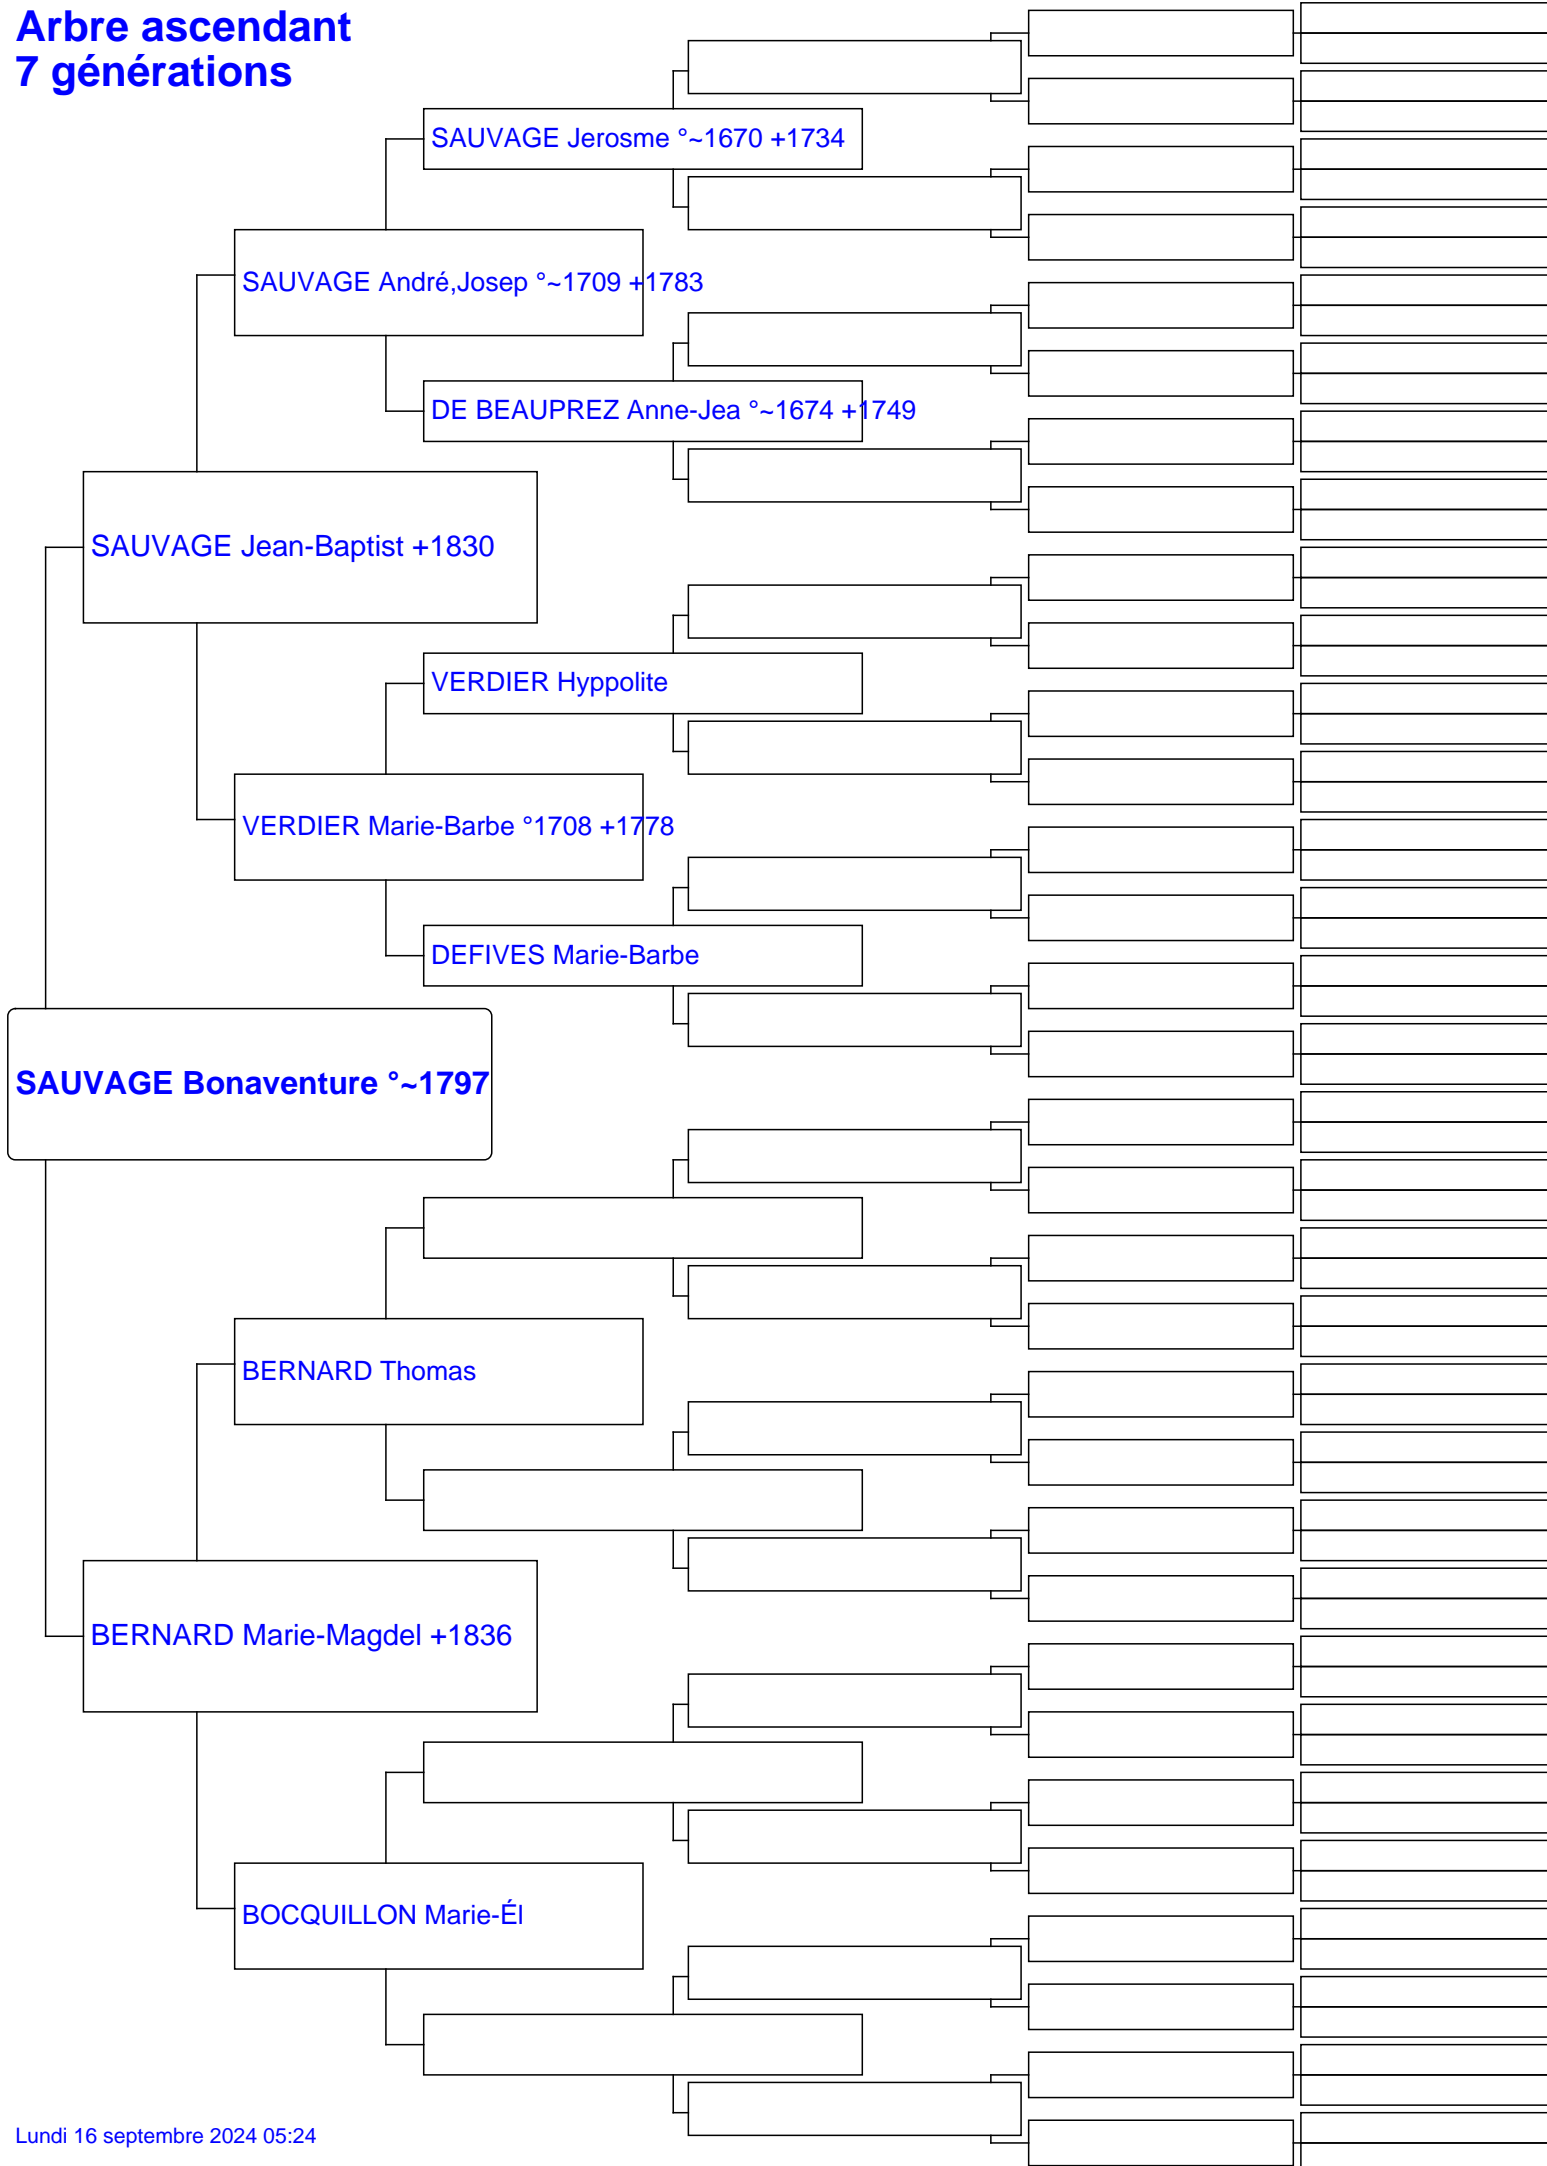 Arbre ascendant
7 générations
SAUVAGE Jerosme °~1670 +1734
SAUVAGE André,Josep °~1709 +1783
DE BEAUPREZ Anne-Jea °~1674 +1749
SAUVAGE Jean-Baptist +1830
VERDIER Hyppolite
VERDIER Marie-Barbe °1708 +1778
DEFIVES Marie-Barbe
SAUVAGE Bonaventure °~1797
BERNARD Thomas
BERNARD Marie-Magdel +1836
BOCQUILLON Marie-Él
Lundi 16 septembre 2024 05:24